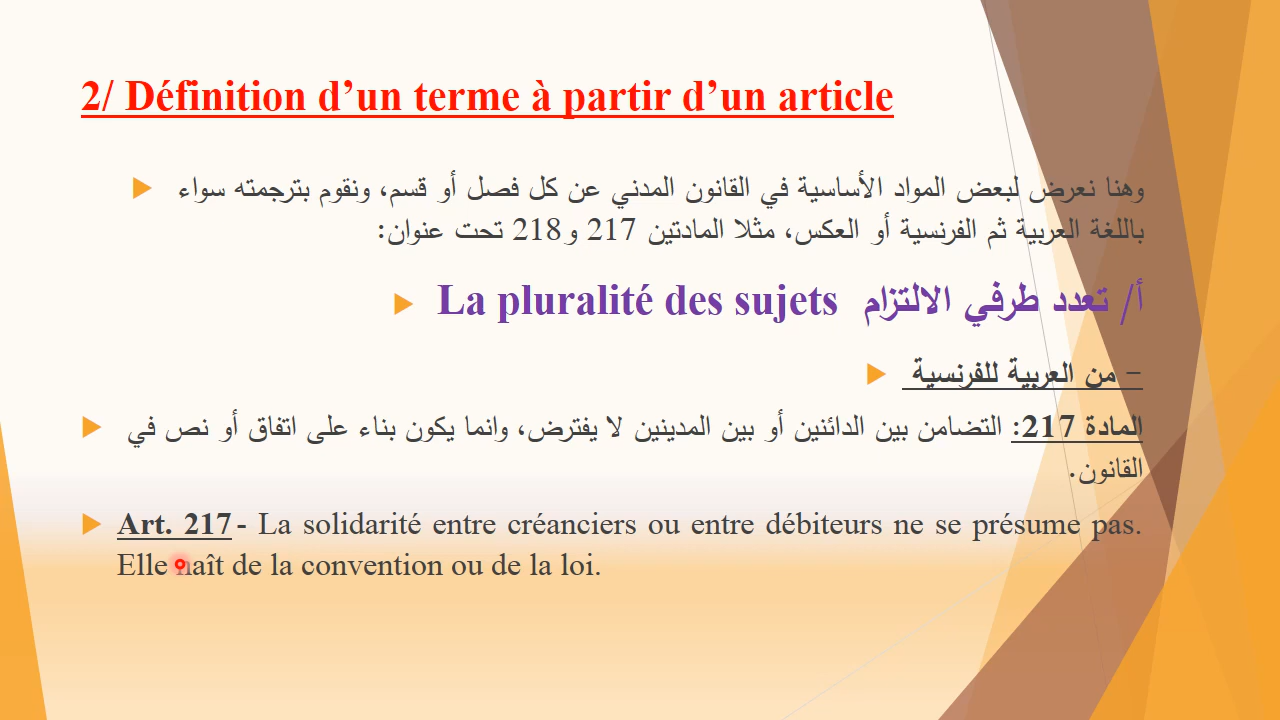 2/ Définition d’un terme à partir d’un article
وهنا نعرض لبعض المواد الأساسية في القانون المدني عن كل فصل أو قسم، ونقوم بترجمته سواء
باللغة العربية ثم الفرنسية أو العكس، مثلا المادتين 217 و218 تحت عنوان:
أ/ تعدد طرفي الالتزام La pluralité des sujets
– من العربية للفرنسية
المادة 217: التضامن بين الدائنين أو بين المدينين لا يفترض، وانما يكون بناء على اتفاق أو نص في
القانون.
Art. 217 - La solidarité entre créanciers ou entre débiteurs ne se présume pas.
Elle naît de la convention ou de la loi.